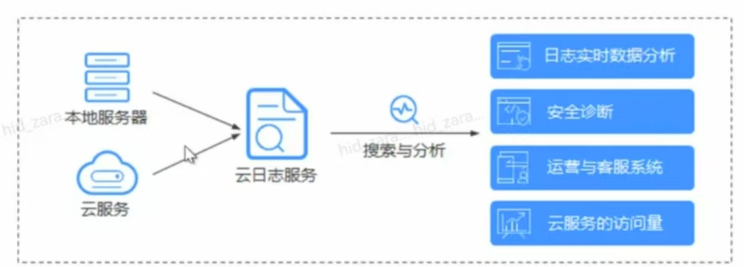 本地服务器
云服务
云日志服务
搜索与分析
日志实时数据分析
安全诊断
运营与客服系统
云服务的访问量
hid_zara...
hid_zara...
hid_zara...